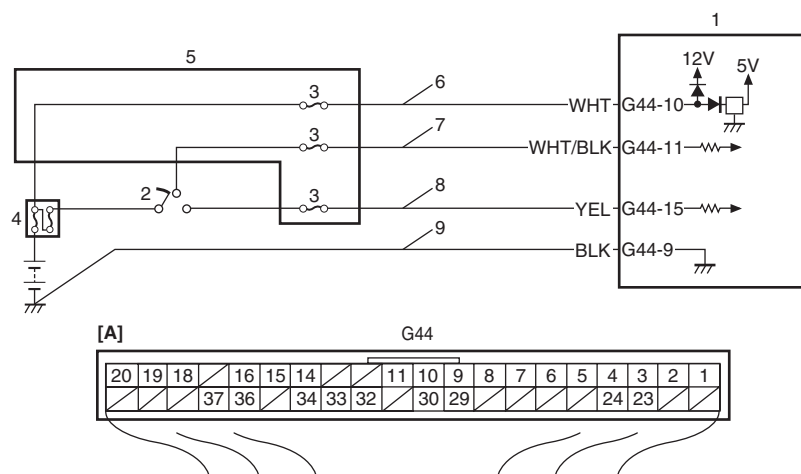 1
5
12V
5V
3
6
WHT
G44-10
3
7
WHT/BLK
G44-11
2
3
8
YEL
G44-15
4
9
BLK
G44-9
[A]
G44
20 19 18 16 15 14 11 10 9 8 7 6 5 4 3 2 1
37 36 34 33 32 30 29 24 23